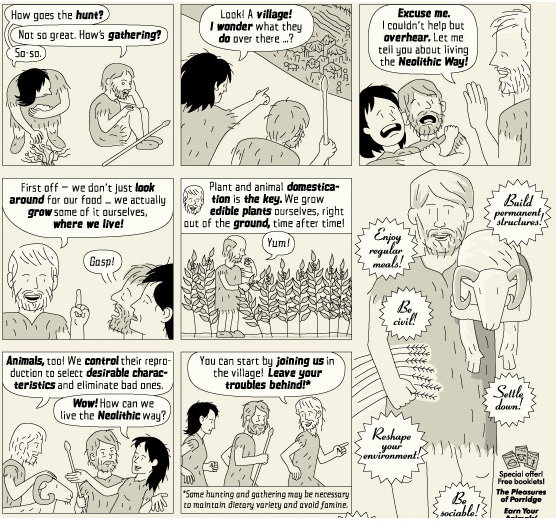 How goes the hunt?
Not so great. How's gathering?
So-so.
Look! A village!
I wonder what they
do over there ...?
Excuse me.
I couldn't help but
overhear. Let me
tell you about living
the Neolithic Way!
First off – we don't just look
around for our food ... we actually
grow some of it ourselves,
where we live!
Gasp!
Plant and animal domestica-
tion is the key. We grow
edible plants ourselves, right
out of the ground, time after time!
Yum!
Animals, too! We control their repro-
duction to select desirable charac-
teristics and eliminate bad ones.
Wow! How can we
live the Neolithic way?
You can start by joining us in
the village! Leave your
troubles behind!*
*Some hunting and gathering may be necessary
to maintain dietary variety and avoid famine.
Build
permanent
structures!
Enjoy
regular
meals!
Be
civil!
Settle
down!
Reshape
your
environment!
Be
sociable!
Special offer!
Free booklets!
The Pleasures
of Porridge
Earn Your